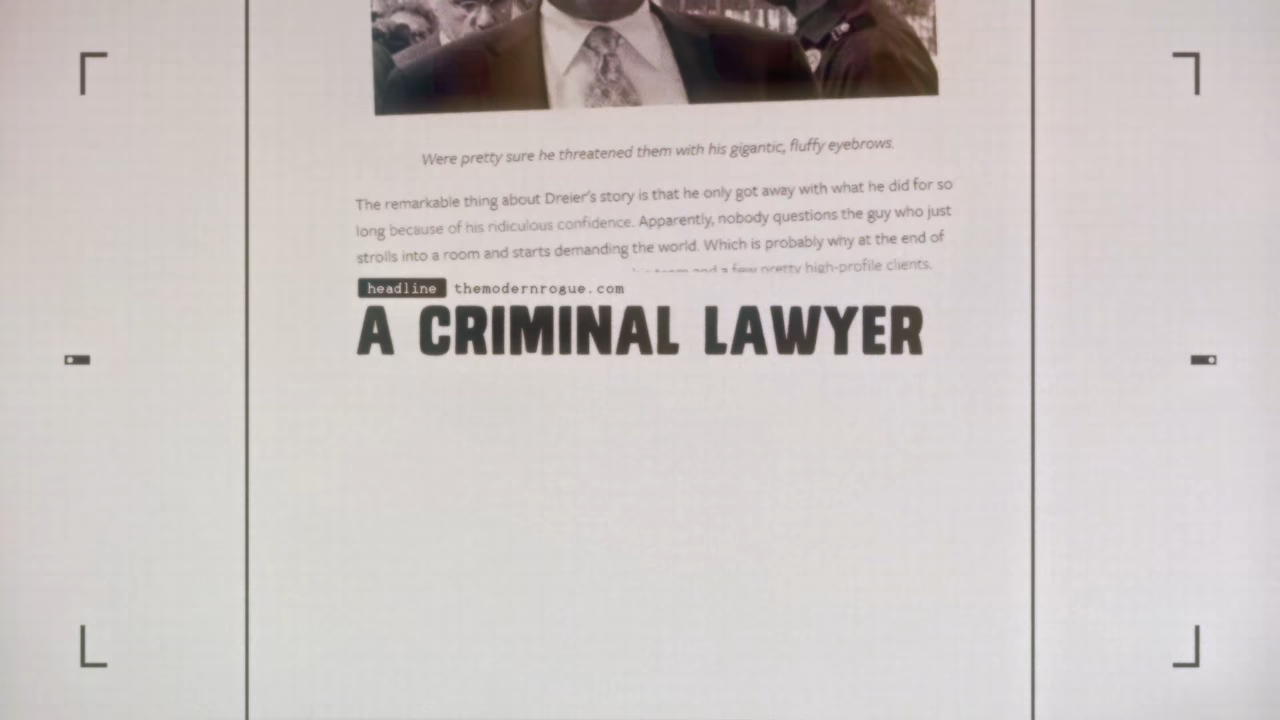 Were pretty sure he threatened them with his gigantic, fluffy eyebrows.
The remarkable thing about Dreier's story is that he only got away with what he did for so
long because of his ridiculous confidence. Apparently, nobody questions the guy who just
strolls into a room and starts demanding the world. Which is probably why at the end of
team and a few pretty high-profile clients.
headline themodernrogue.com
A CRIMINAL LAWYER